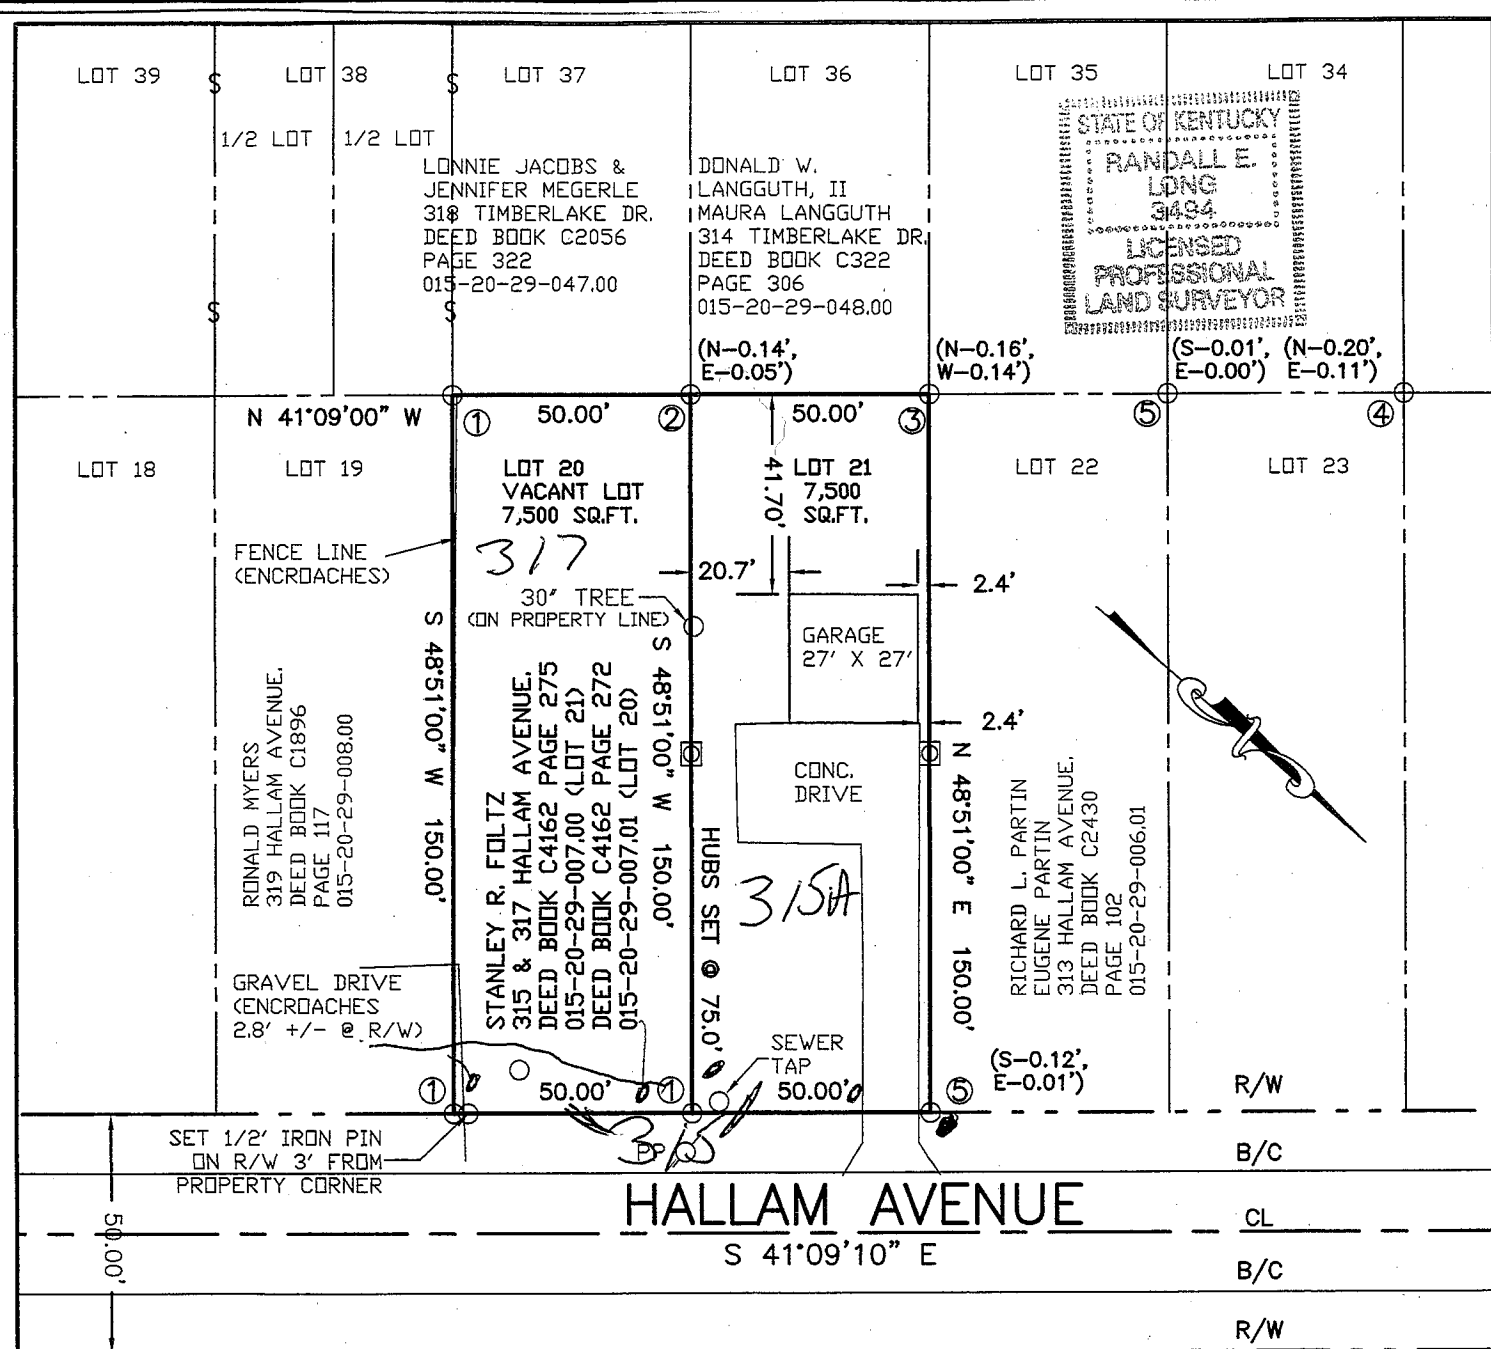 LOT 39
LOT 38
LOT 37
LOT 36
LOT 35
LOT 34
S
S
1/2 LOT
1/2 LOT
STATE OF KENTUCKY
RANDALL E.
LONG
3494
LICENSED
PROFESSIONAL
LAND SURVEYOR
LONNIE JACOBS &
JENNIFER MEGERLE
318 TIMBERLAKE DR.
DEED BOOK C2056
PAGE 322
015-20-29-047.00
DONALD W.
LANGGUTH, II
MAURA LANGGUTH
314 TIMBERLAKE DR.
DEED BOOK C322
PAGE 306
015-20-29-048.00
S
S
(N-0.14',
E-0.05')
(N-0.16',
W-0.14')
(S-0.01',
E-0.00')
(N-0.20',
E-0.11')
N 41°09'00" W
1
50.00'
2
50.00'
3
5
4
LOT 18
LOT 19
LOT 20
VACANT LOT
7,500 SQ.FT.
41.70'
LOT 21
7,500
SQ.FT.
LOT 22
LOT 23
317
FENCE LINE
(ENCROACHES)
20.7'
2.4'
30" TREE
(ON PROPERTY LINE)
GARAGE
27' X 27'
2.4'
S 48°51'00" W 150.00'
RONALD MYERS
319 HALLAM AVENUE.
DEED BOOK C1896
PAGE 117
015-20-29-008.00
STANLEY R. FOLTZ
315 & 317 HALLAM AVENUE.
DEED BOOK C4162 PAGE 275
015-20-29-007.00 (LOT 21)
DEED BOOK C4162 PAGE 272
015-20-29-007.01 (LOT 20)
S 48°51'00" W 150.00'
HUBS SET @ 75.0'
CONC.
DRIVE
315A
N 48°51'00" E 150.00'
RICHARD L. PARTIN
EUGENE PARTIN
313 HALLAM AVENUE.
DEED BOOK C2430
PAGE 102
015-20-29-006.01
GRAVEL DRIVE
(ENCROACHES
2.8' +/- @ R/W)
SEWER
TAP
(S-0.12',
E-0.01')
1
50.00'
1
50.00'
5
R/W
315
PP
SET 1/2" IRON PIN
ON R/W 3' FROM
PROPERTY CORNER
B/C
HALLAM AVENUE
CL
S 41°09'10" E
50.00'
B/C
R/W